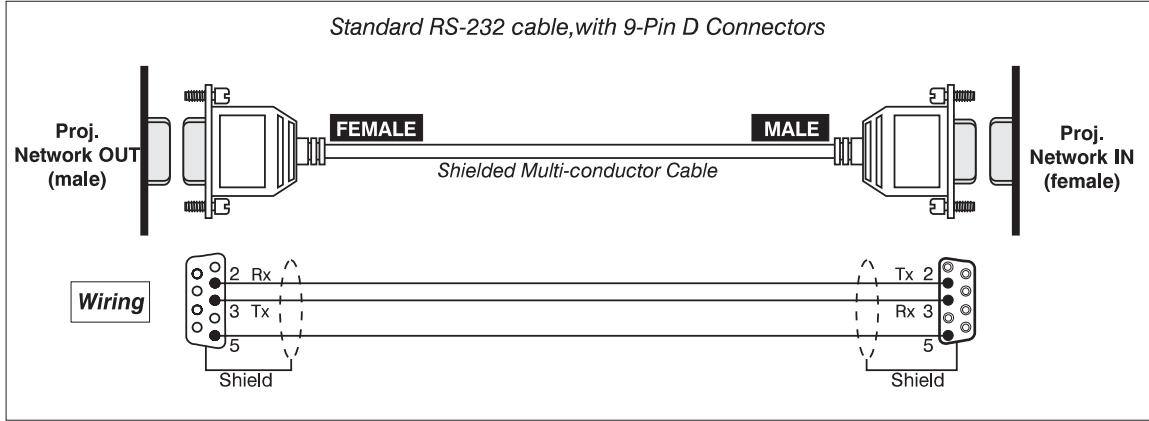 Standard RS-232 cable,with 9-Pin D Connectors
Proj.
Network OUT
(male)
FEMALE
MALE
Shielded Multi-conductor Cable
Proj.
Network IN
(female)
Wiring
2 Rx
Tx 2
3 Tx
Rx 3
5
5
Shield
Shield